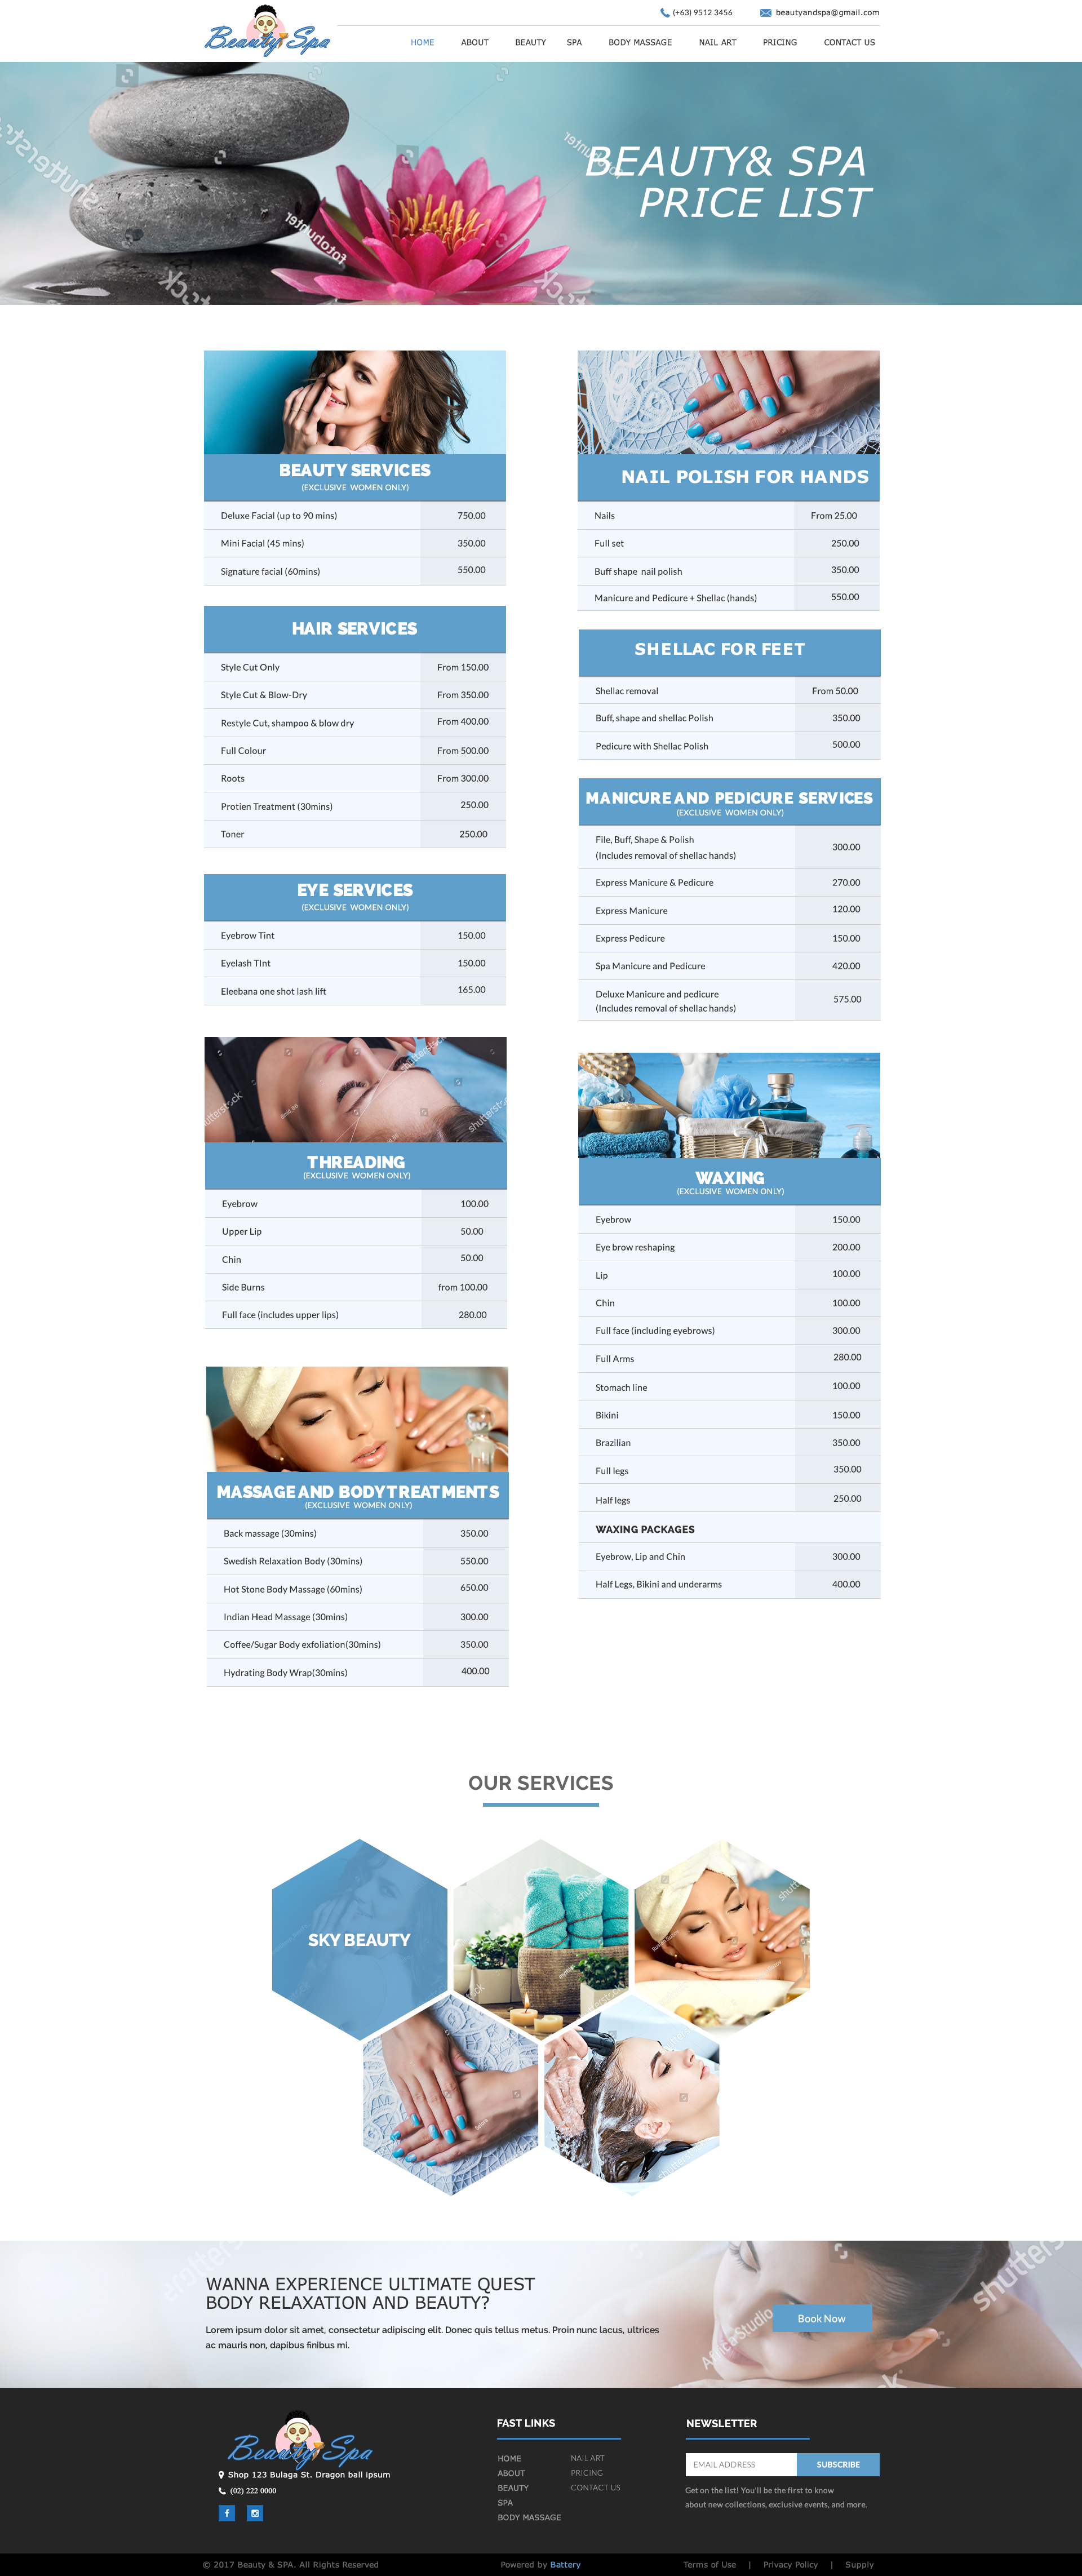 Beauty Spa
(+63) 9512 3456
beautyandspa@gmail.com
HOME ABOUT BEAUTY SPA BODY MASSAGE NAIL ART PRICING CONTACT US
BEAUTY& SPA
PRICE LIST
BEAUTY SERVICES
(EXCLUSIVE WOMEN ONLY)
Deluxe Facial (up to 90 mins) 750.00
Mini Facial (45 mins) 350.00
Signature facial (60mins) 550.00
HAIR SERVICES
Style Cut Only From 150.00
Style Cut & Blow-Dry From 350.00
Restyle Cut, shampoo & blow dry From 400.00
Full Colour From 500.00
Roots From 300.00
Protien Treatment (30mins) 250.00
Toner 250.00
EYE SERVICES
(EXCLUSIVE WOMEN ONLY)
Eyebrow Tint 150.00
Eyelash TInt 150.00
Eleebana one shot lash lift 165.00
shutterstock
THREADING
(EXCLUSIVE WOMEN ONLY)
Eyebrow 100.00
Upper Lip 50.00
Chin 50.00
Side Burns from 100.00
Full face (includes upper lips) 280.00
MASSAGE AND BODY TREATMENTS
(EXCLUSIVE WOMEN ONLY)
Back massage (30mins) 350.00
Swedish Relaxation Body (30mins) 550.00
Hot Stone Body Massage (60mins) 650.00
Indian Head Massage (30mins) 300.00
Coffee/Sugar Body exfoliation(30mins) 350.00
Hydrating Body Wrap(30mins) 400.00
NAIL POLISH FOR HANDS
Nails From 25.00
Full set 250.00
Buff shape nail polish 350.00
Manicure and Pedicure + Shellac (hands) 550.00
SHELLAC FOR FEET
Shellac removal From 50.00
Buff, shape and shellac Polish 350.00
Pedicure with Shellac Polish 500.00
MANICURE AND PEDICURE SERVICES
(EXCLUSIVE WOMEN ONLY)
File, Buff, Shape & Polish
(Includes removal of shellac hands) 300.00
Express Manicure & Pedicure 270.00
Express Manicure 120.00
Express Pedicure 150.00
Spa Manicure and Pedicure 420.00
Deluxe Manicure and pedicure
(Includes removal of shellac hands) 575.00
WAXING
(EXCLUSIVE WOMEN ONLY)
Eyebrow 150.00
Eye brow reshaping 200.00
Lip 100.00
Chin 100.00
Full face (including eyebrows) 300.00
Full Arms 280.00
Stomach line 100.00
Bikini 150.00
Brazilian 350.00
Full legs 350.00
Half legs 250.00
WAXING PACKAGES
Eyebrow, Lip and Chin 300.00
Half Legs, Bikini and underarms 400.00
OUR SERVICES
SKY BEAUTY
WANNA EXPERIENCE ULTIMATE QUEST
BODY RELAXATION AND BEAUTY?
Lorem ipsum dolor sit amet, consectetur adipiscing elit. Donec quis tellus metus. Proin nunc lacus, ultrices
ac mauris non, dapibus finibus mi.
Book Now
Africa Studio
Beauty Spa
Shop 123 Bulaga St. Dragon ball ipsum
(02) 222 0000
FAST LINKS
HOME NAIL ART
ABOUT PRICING
BEAUTY CONTACT US
SPA
BODY MASSAGE
NEWSLETTER
EMAIL ADDRESS SUBSCRIBE
Get on the list! You'll be the first to know
about new collections, exclusive events, and more.
© 2017 Beauty & SPA. All Rights Reserved
Powered by Battery
Terms of Use | Privacy Policy | Supply